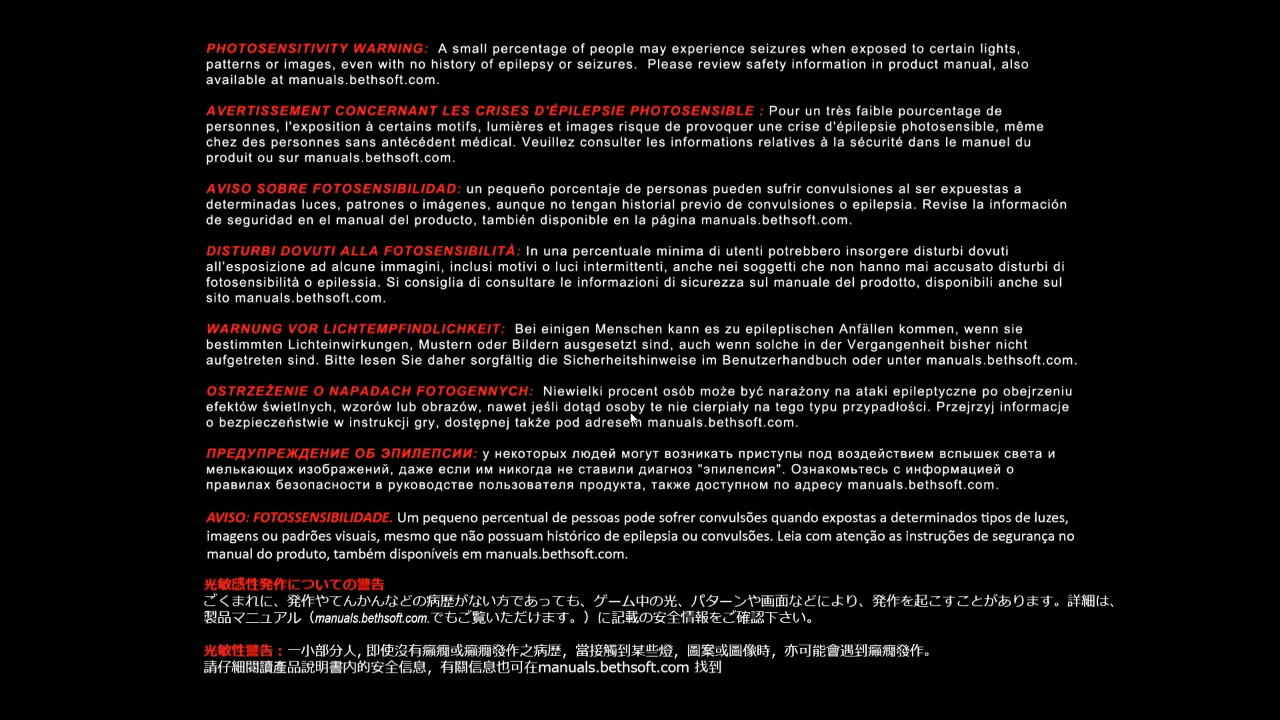 PHOTOSENSITIVITY WARNING: A small percentage of people may experience seizures when exposed to certain lights,
patterns or images, even with no history of epilepsy or seizures. Please review safety information in product manual, also
available at manuals.bethsoft.com.
AVERTISSEMENT CONCERNANT LES CRISES D'ÉPILEPSIE PHOTOSENSIBLE : Pour un très faible pourcentage de
personnes, l'exposition à certains motifs, lumières et images risque de provoquer une crise d'épilepsie photosensible, même
chez des personnes sans antécédent médical. Veuillez consulter les informations relatives à la sécurité dans le manuel du
produit ou sur manuals.bethsoft.com.
AVISO SOBRE FOTOSENSIBILIDAD: un pequeño porcentaje de personas pueden sufrir convulsiones al ser expuestas a
determinadas luces, patrones o imágenes, aunque no tengan historial previo de convulsiones o epilepsia. Revise la información
de seguridad en el manual del producto, también disponible en la página manuals.bethsoft.com.
DISTURBI DOVUTI ALLA FOTOSENSIBILITÀ: In una percentuale minima di utenti potrebbero insorgere disturbi dovuti
all'esposizione ad alcune immagini, inclusi motivi o luci intermittenti, anche nei soggetti che non hanno mai accusato disturbi di
fotosensibilità o epilessia. Si consiglia di consultare le informazioni di sicurezza sul manuale del prodotto, disponibili anche sul
sito manuals.bethsoft.com.
WARNUNG VOR LICHTEMPFINDLICHKEIT: Bei einigen Menschen kann es zu epileptischen Anfällen kommen, wenn sie
bestimmten Lichteinwirkungen, Mustern oder Bildern ausgesetzt sind, auch wenn solche in der Vergangenheit bisher nicht
aufgetreten sind. Bitte lesen Sie daher sorgfältig die Sicherheitshinweise im Benutzerhandbuch oder unter manuals.bethsoft.com.
OSTRZEŻENIE O NAPADACH FOTOGENNYCH: Niewielki procent osób może być narażony na ataki epileptyczne po obejrzeniu
efektów świetlnych, wzorów lub obrazów, nawet jeśli dotąd osoby te nie cierpiały na tego typu przypadłości. Przejrzyj informacje
o bezpieczeństwie w instrukcji gry, dostępnej także pod adresem manuals.bethsoft.com.
ПРЕДУПРЕЖДЕНИЕ ОБ ЭПИЛЕПСИИ: у некоторых людей могут возникать приступы под воздействием вспышек света и
мелькающих изображений, даже если им никогда не ставили диагноз "эпилепсия". Ознакомьтесь с информацией о
правилах безопасности в руководстве пользователя продукта, также доступном по адресу manuals.bethsoft.com.
AVISO: FOTOSSENSIBILIDADE. Um pequeno percentual de pessoas pode sofrer convulsões quando expostas a determinados tipos de luzes,
imagens ou padrões visuais, mesmo que não possuam histórico de epilepsia ou convulsões. Leia com atenção as instruções de segurança no
manual do produto, também disponíveis em manuals.bethsoft.com.
光敏感性発作についての警告
ごくまれに、発作やてんかんなどの病歴がない方であっても、ゲーム中の光、パターンや画面などにより、発作を起こすことがあります。詳細は、
製品マニュアル（manuals.bethsoft.com.でもご覧いただけます。）に記載の安全情報をご確認下さい。
光敏性警告：一小部分人, 即使沒有癲癇或癲癇發作之病歷，當接觸到某些燈，圖案或圖像時，亦可能會遇到癲癇發作。
請仔細閱讀產品說明書内的安全信息，有關信息也可在manuals.bethsoft.com 找到